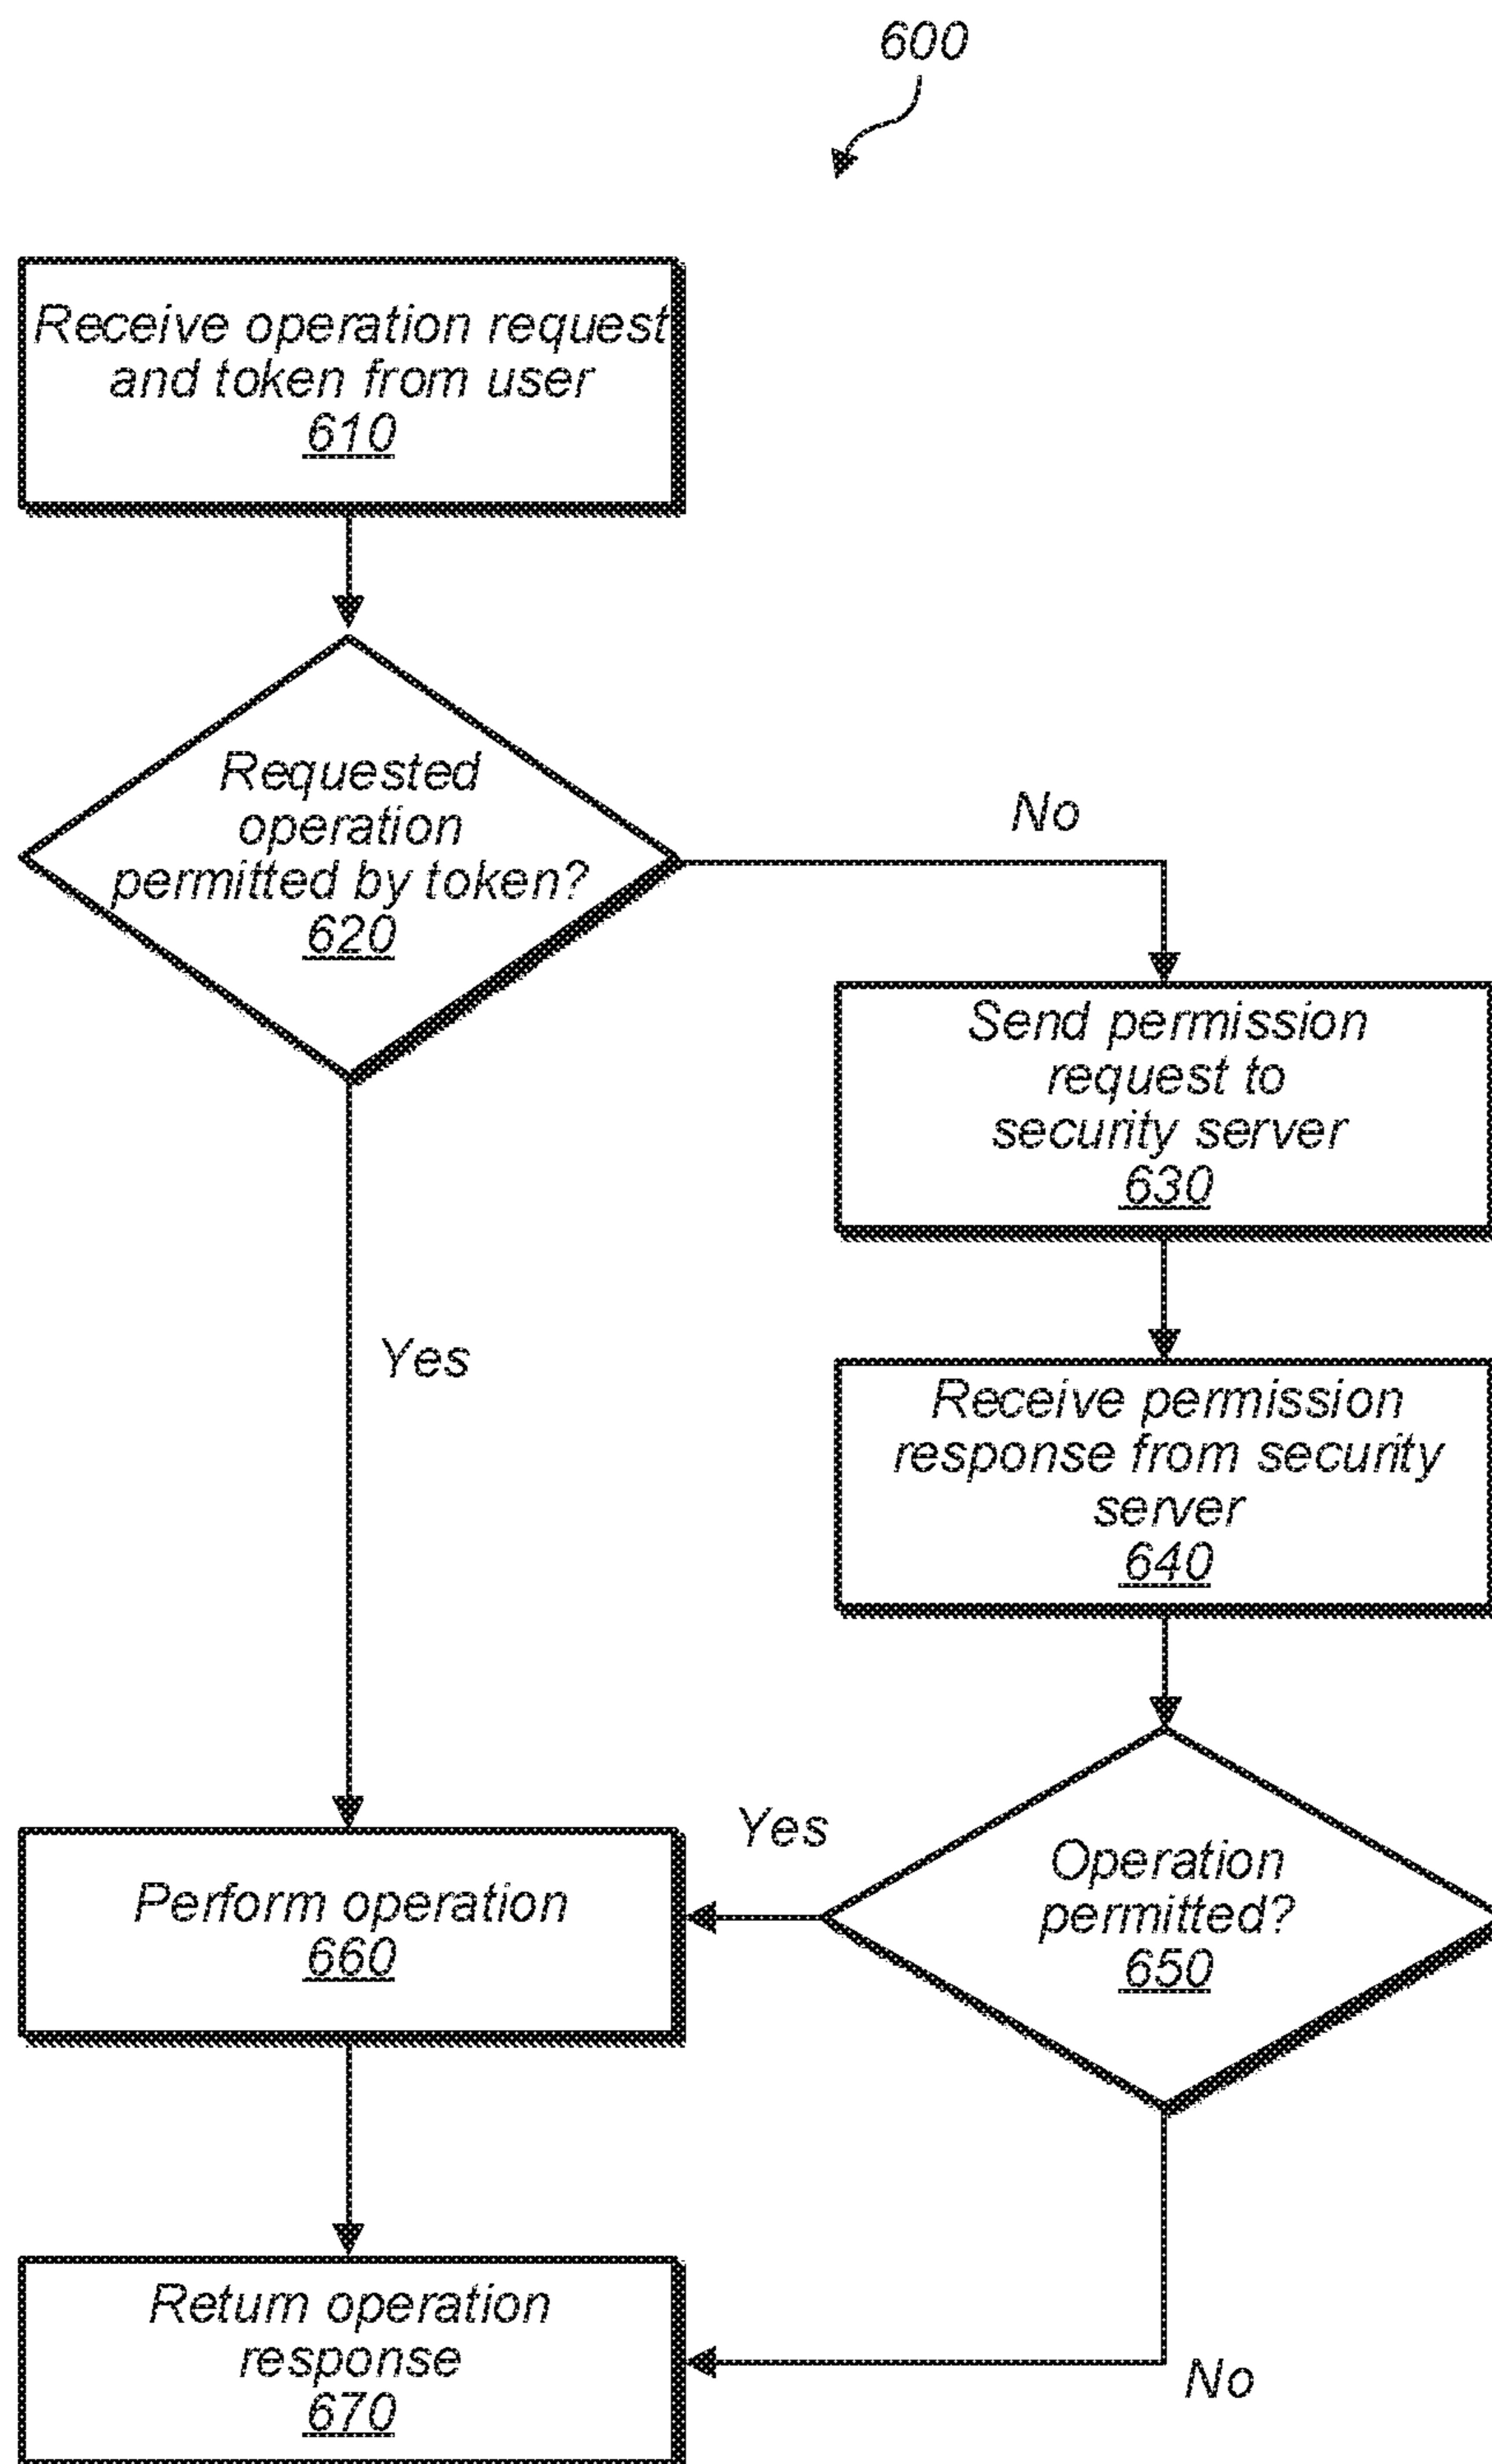 600
Receive operation request
and token from user
610
Requested
operation
permitted by token?
620
No
Send permission
request to
security server
630
Yes
Receive permission
response from security
server
640
Yes
Operation
permitted?
650
Perform operation
660
Return operation
response
670
No